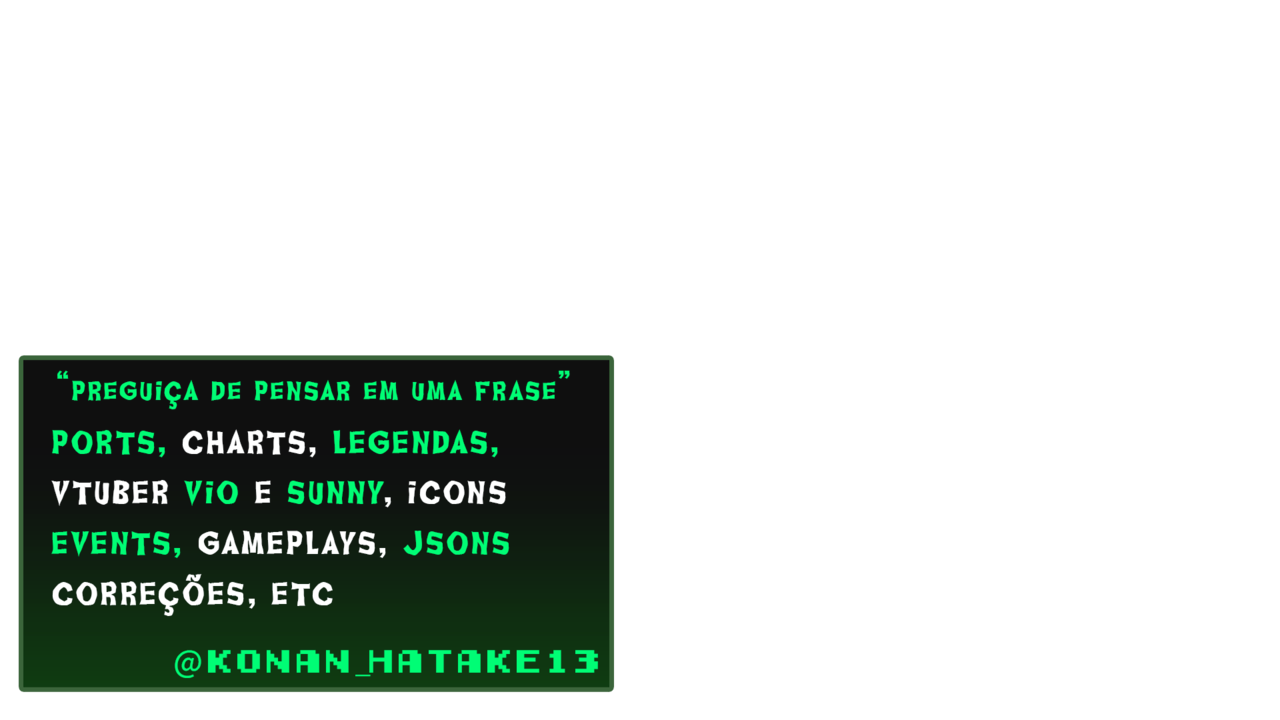 “PREGUiÇA DE PENSAR EM UMA FRASE”
PORTS, CHARTS, LEGENDAS,
VTUBER ViO E SUNNY, iCONS
EVENTS, GAMEPLAYS, JSONS
CORREÇÕES, ETC
@KONAN_HATAKE13